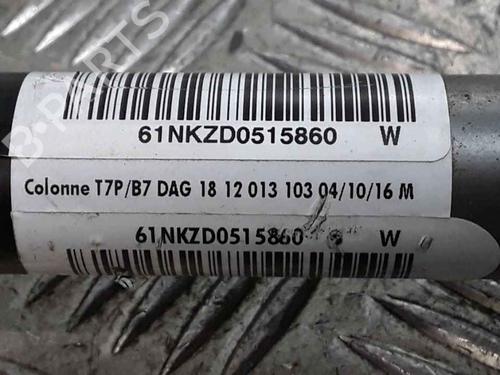 B-PARTS
61NKZD0515860 W
Colonne T7P/B7 DAG 18 12 013 103 04/10/16 M
61NKZD0515860 W